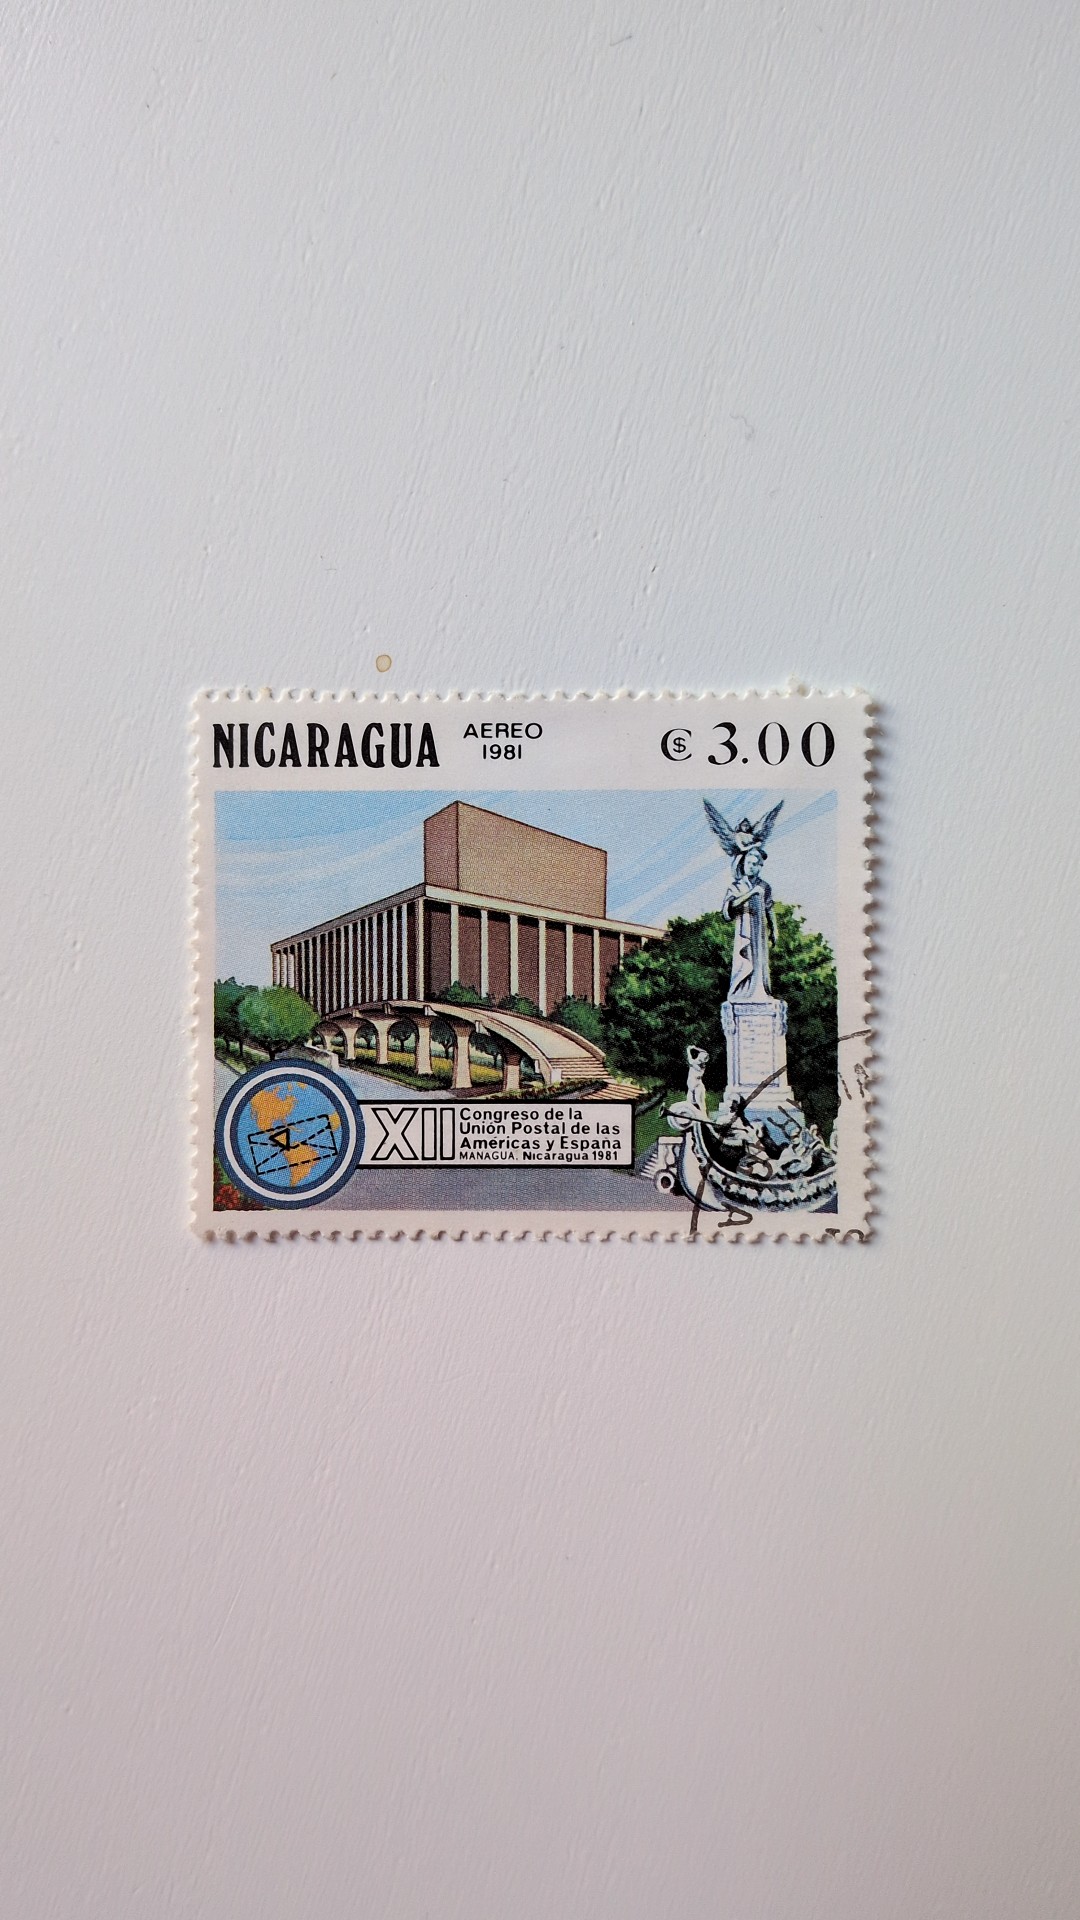 NICARAGUA
AEREO
1981
₡$ 3.00
XII
Congreso de la
Unión Postal de las
Américas y España
MANAGUA, Nicaragua 1981